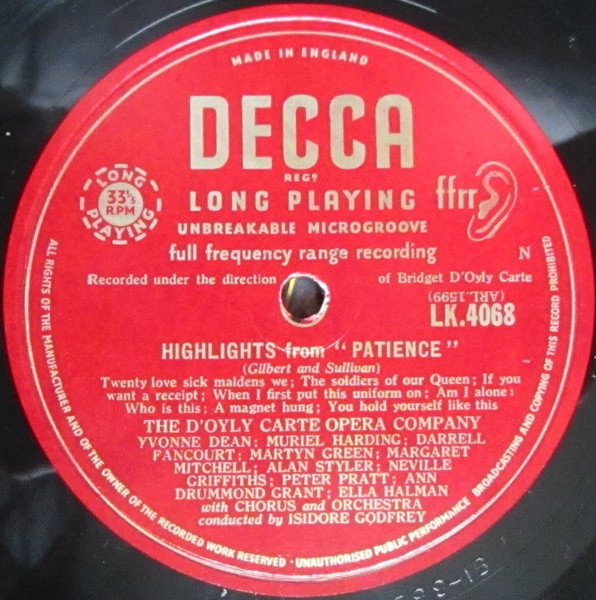 MADE IN ENGLAND
DECCA
REGD
LONG PLAYING
33⅓ RPM
LONG PLAYING
ffrr
UNBREAKABLE MICROGROOVE
full frequency range recording
N
Recorded under the direction of Bridget D'Oyly Carte
(ARL.1599)
LK.4068
HIGHLIGHTS from "PATIENCE"
(Gilbert and Sullivan)
Twenty love sick maidens we; The soldiers of our Queen; If you
want a receipt; When I first put this uniform on; Am I alone:
Who is this; A magnet hung; You hold yourself like this
THE D'OYLY CARTE OPERA COMPANY
YVONNE DEAN; MURIEL HARDING; DARRELL
FANCOURT; MARTYN GREEN; MARGARET
MITCHELL; ALAN STYLER; NEVILLE
GRIFFITHS; PETER PRATT; ANN
DRUMMOND GRANT; ELLA HALMAN
with CHORUS and ORCHESTRA
conducted by ISIDORE GODFREY
ALL RIGHTS OF THE MANUFACTURER AND OF THE OWNER OF THE RECORDED WORK RESERVED · UNAUTHORISED PUBLIC PERFORMANCE BROADCASTING AND COPYING OF THIS RECORD PROHIBITED